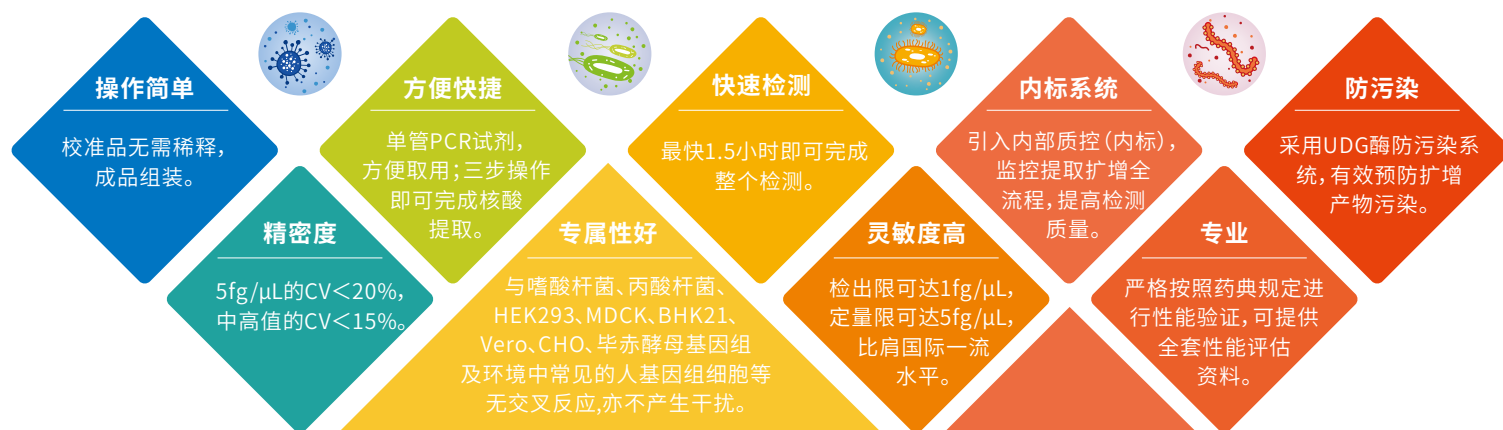 操作简单
校准品无需稀释，
成品组装。
方便快捷
单管PCR试剂，
方便取用；三步操作
即可完成核酸
提取。
快速检测
最快1.5小时即可完成
整个检测。
内标系统
引入内部质控（内标），
监控提取扩增全
流程，提高检测
质量。
防污染
采用UDG酶防污染系
统，有效预防扩增
产物污染。
精密度
5fg/μL的CV＜20%，
中高值的CV＜15%。
专属性好
与嗜酸杆菌、丙酸杆菌、
HEK293、MDCK、BHK21、
Vero、CHO、毕赤酵母基因组
及环境中常见的人基因组细胞等
无交叉反应,亦不产生干扰。
灵敏度高
检出限可达1fg/μL，
定量限可达5fg/μL，
比肩国际一流
水平。
专业
严格按照药典规定进
行性能验证，可提供
全套性能评估
资料。